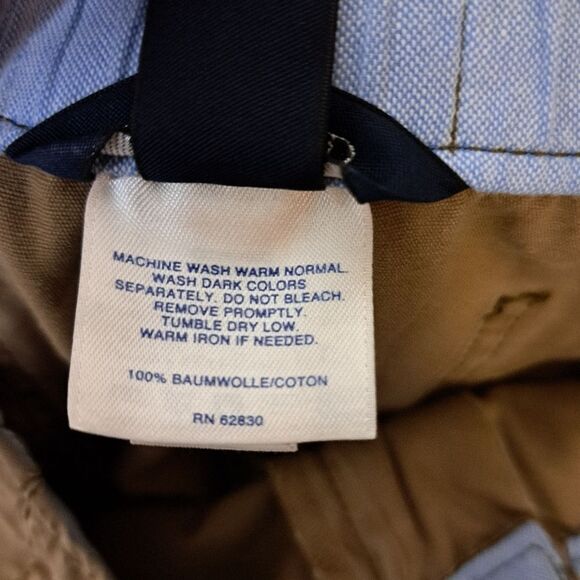 MACHINE WASH WARM NORMAL.
WASH DARK COLORS
SEPARATELY. DO NOT BLEACH.
REMOVE PROMPTLY.
TUMBLE DRY LOW.
WARM IRON IF NEEDED.
100% BAUMWOLLE/COTTON
RN 62830